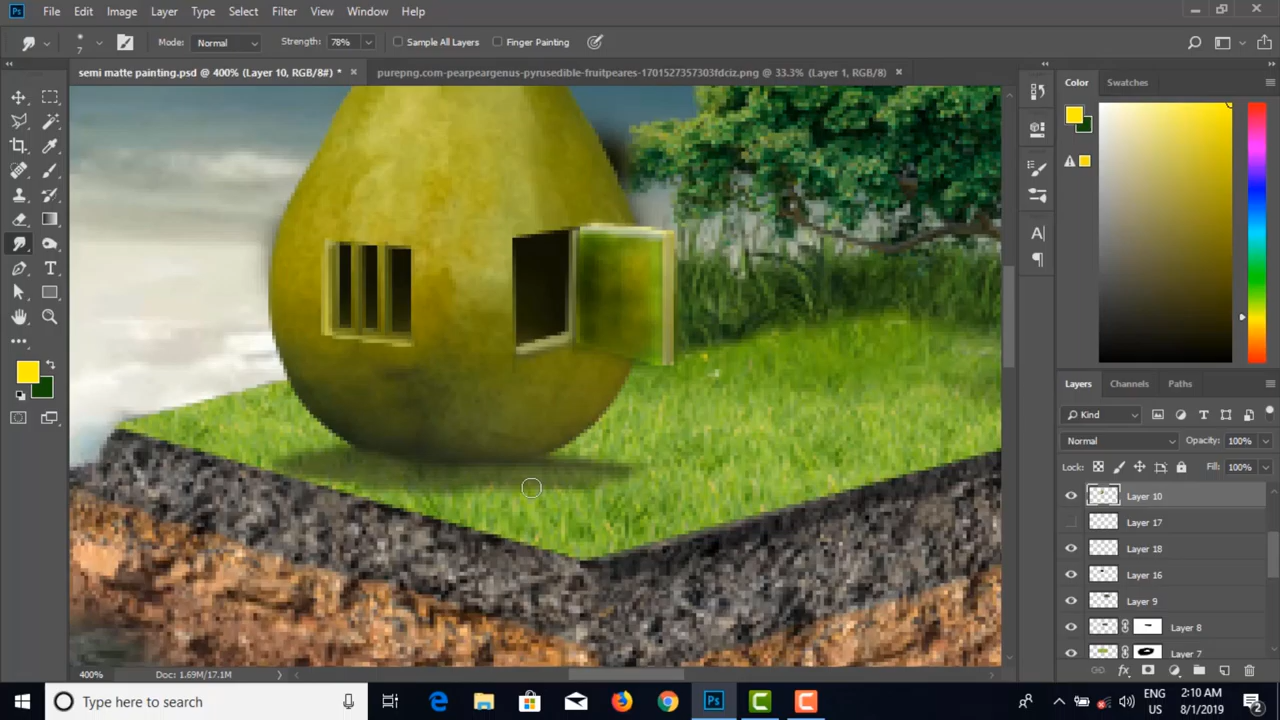 Ps File Edit Image Layer Type Select Filter View Window Help
7 Mode: Normal Strength: 78% Sample All Layers Finger Painting
semi matte painting.psd @ 400% (Layer 10, RGB/8#) * × purepng.com-pearpeargenus-pyrusedible-fruitpeares-1701527357303fdciz.png @ 33.3% (Layer 1, RGB/8) ×
Color Swatches
Layers Channels Paths
Kind
Normal Opacity: 100%
Lock: Fill: 100%
Layer 10
Layer 17
Layer 18
Layer 16
Layer 9
Layer 8
Layer 7
400% Doc: 1.69M/17.1M
Type here to search
ENG 2:10 AM
US 8/1/2019 2